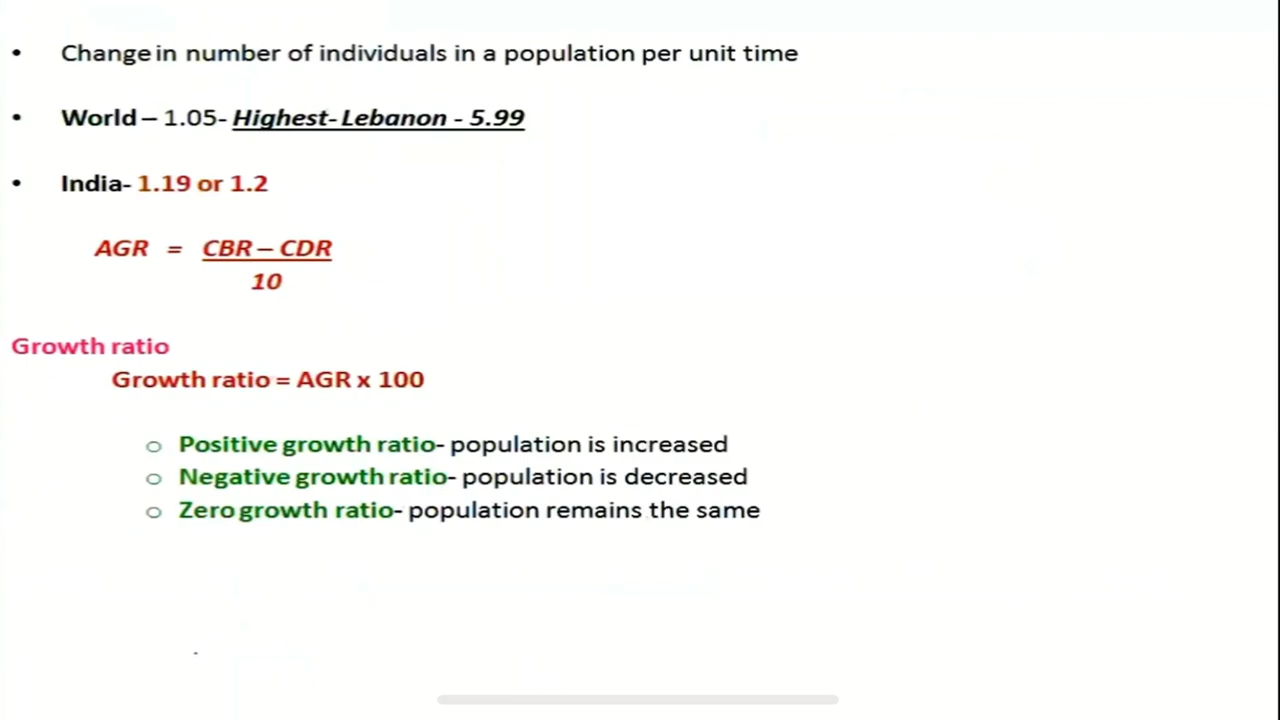 • Change in number of individuals in a population per unit time
• World – 1.05- Highest- Lebanon - 5.99
• India- 1.19 or 1.2
AGR = CBR – CDR
10
Growth ratio
Growth ratio = AGR x 100
o Positive growth ratio- population is increased
o Negative growth ratio- population is decreased
o Zero growth ratio- population remains the same